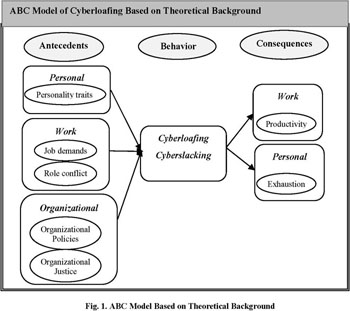 ABC Model of Cyberloafing Based on Theoretical Background
Antecedents
Behavior
Consequences
Personal
Personality traits
Work
Job demands
Role conflict
Organizational
Organizational
Policies
Organizational
Justice
Cyberloafing
Cyberslacking
Work
Productivity
Personal
Exhaustion
Fig. 1. ABC Model Based on Theoretical Background